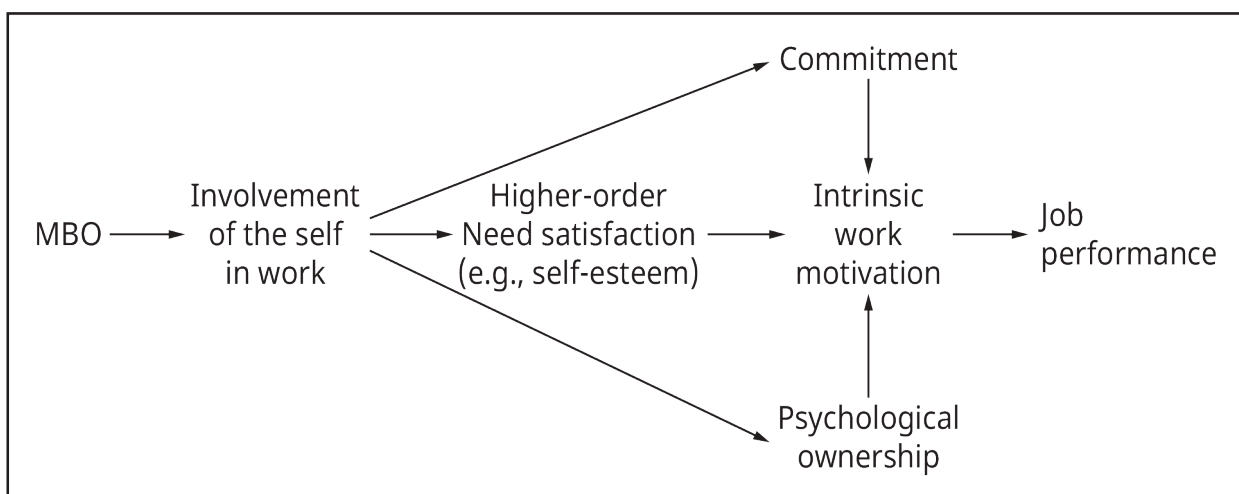 Commitment
MBO
Involvement
of the self
in work
Higher-order
Need satisfaction
(e.g., self-esteem)
Intrinsic
work
motivation
Job
performance
Psychological
ownership